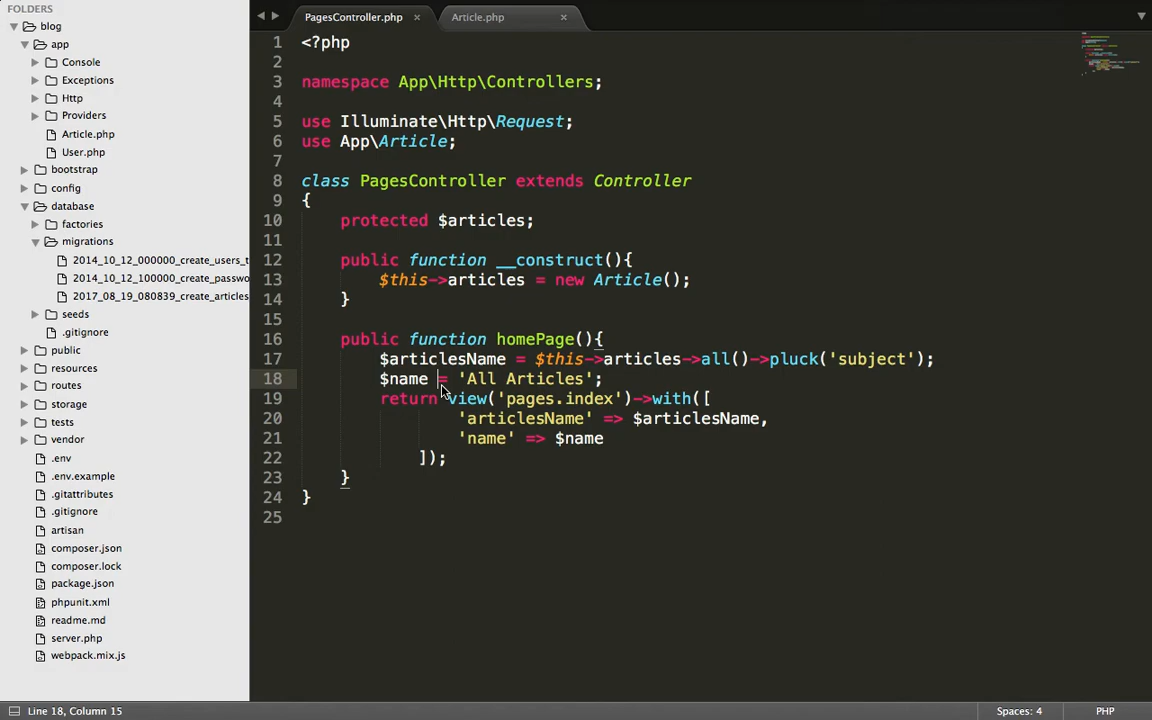 FOLDERS
blog
app
Console
Exceptions
Http
Providers
Article.php
User.php
bootstrap
config
database
factories
migrations
2014_10_12_000000_create_users_t
2014_10_12_100000_create_passwo
2017_08_19_080839_create_articles
seeds
.gitignore
public
resources
routes
storage
tests
vendor
.env
.env.example
.gitattributes
.gitignore
artisan
composer.json
composer.lock
package.json
phpunit.xml
readme.md
server.php
webpack.mix.js
PagesController.php × Article.php ×
1 <?php
2
3 namespace App\Http\Controllers;
4
5 use Illuminate\Http\Request;
6 use App\Article;
7
8 class PagesController extends Controller
9 {
10 protected $articles;
11
12 public function __construct(){
13 $this->articles = new Article();
14 }
15
16 public function homePage(){
17 $articlesName = $this->articles->all()->pluck('subject');
18 $name = 'All Articles';
19 return view('pages.index')->with([
20 'articlesName' => $articlesName,
21 'name' => $name
22 ]);
23 }
24 }
25
Line 18, Column 15 Spaces: 4 PHP